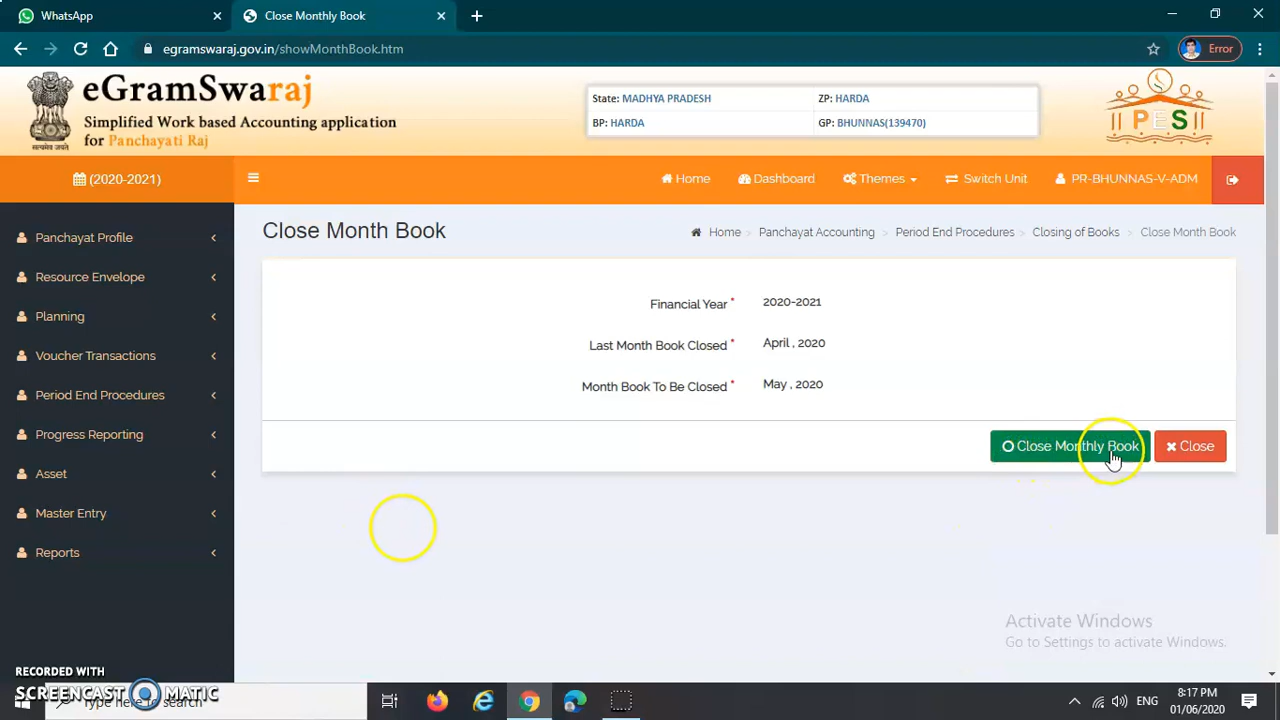 WhatsApp
Close Monthly Book
egramswaraj.gov.in/showMonthBook.htm
Error
सत्यमेव जयते
eGramSwaraj
Simplified Work based Accounting application
for Panchayati Raj
State: MADHYA PRADESH
ZP: HARDA
BP: HARDA
GP: BHUNNAS(139470)
PES
(2020-2021)
Home
Dashboard
Themes
Switch Unit
PR-BHUNNAS-V-ADM
Panchayat Profile
Resource Envelope
Planning
Voucher Transactions
Period End Procedures
Progress Reporting
Asset
Master Entry
Reports
Close Month Book
Home > Panchayat Accounting > Period End Procedures > Closing of Books > Close Month Book
Financial Year * 2020-2021
Last Month Book Closed * April , 2020
Month Book To Be Closed * May , 2020
Close Monthly Book
Close
Activate Windows
Go to Settings to activate Windows.
RECORDED WITH
SCREENCAST MATIC
Type here to search
ENG
8:17 PM
01/06/2020